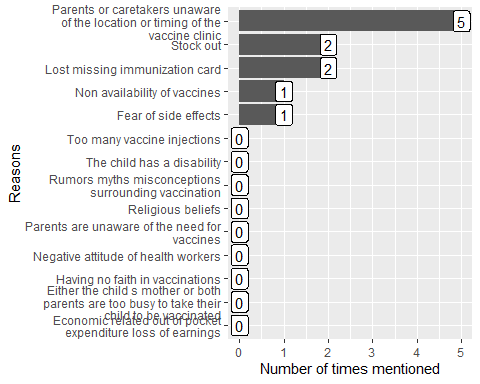 Parents or caretakers unaware
of the location or timing of the
vaccine clinic
5
Stock out
2
Lost missing immunization card
2
Non availability of vaccines
1
Fear of side effects
1
Too many vaccine injections
0
The child has a disability
0
Rumors myths misconceptions
surrounding vaccination
0
Religious beliefs
0
Parents are unaware of the need for
vaccines
0
Negative attitude of health workers
0
Having no faith in vaccinations
0
Either the child s mother or both
parents are too busy to take their
child to be vaccinated
0
Economic related out of pocket
expenditure loss of earnings
0
Reasons
0 1 2 3 4 5
Number of times mentioned